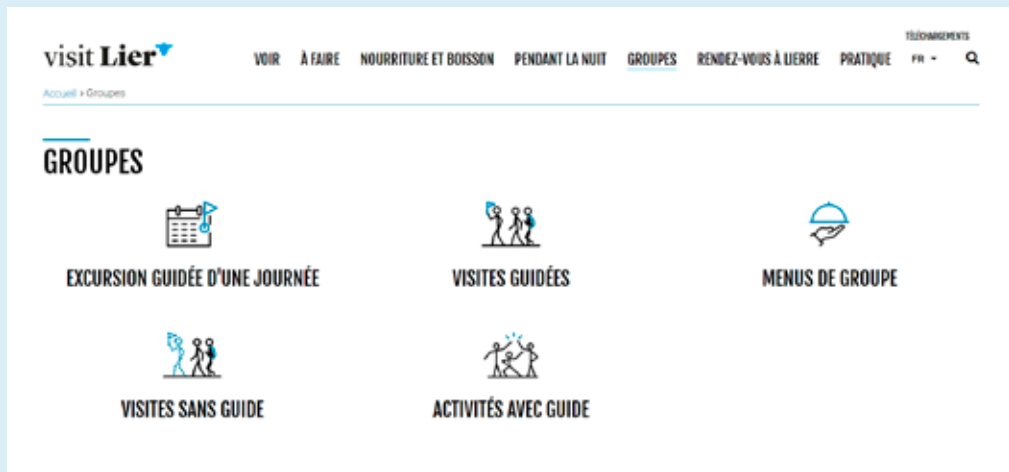 TÉLÉCHARGEMENTS
visit Lier
VOIR À FAIRE NOURRITURE ET BOISSON PENDANT LA NUIT GROUPES RENDEZ-VOUS À LIERRE PRATIQUE FR
Accueil > Groupes
GROUPES
EXCURSION GUIDÉE D'UNE JOURNÉE VISITES GUIDÉES MENUS DE GROUPE
VISITES SANS GUIDE ACTIVITÉS AVEC GUIDE